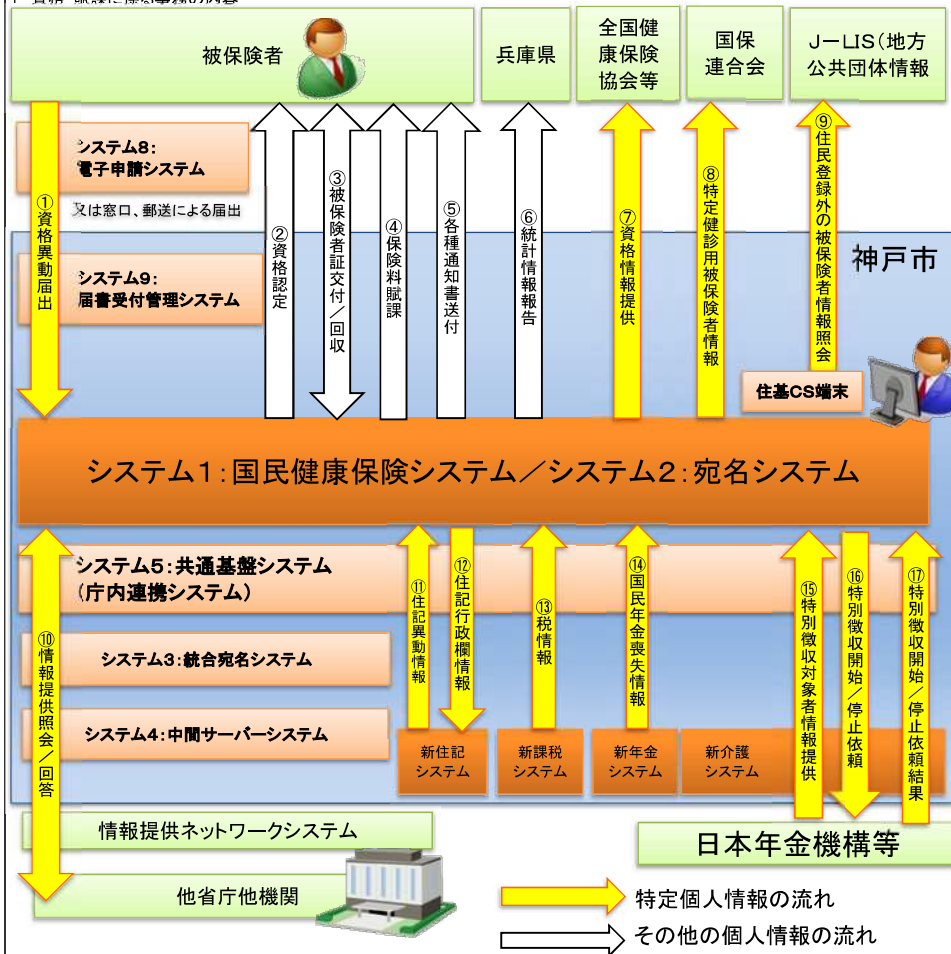 被保険者
兵庫県
全国健
康保険
協会等
国保
連合会
J－LIS（地方
公共団体情報
システム8：
電子申請システム
又は窓口、郵送による届出
システム9：
届書受付管理システム
神戸市
①資格異動届出
②資格認定
③被保険者証交付／回収
④保険料賦課
⑤各種通知書送付
⑥統計情報報告
⑦資格情報提供
⑧特定健診用被保険者情報
⑨住民登録外の被保険者情報照会
住基CS端末
システム1：国民健康保険システム／システム2：宛名システム
システム5：共通基盤システム
（庁内連携システム）
システム3：統合宛名システム
システム4：中間サーバーシステム
⑩情報提供照会／回答
⑪住記異動情報
⑫住記行政欄情報
⑬税情報
⑭国民年金喪失情報
⑮特別徴収対象者情報提供
⑯特別徴収開始／停止依頼
⑰特別徴収開始／停止依頼結果
新住記
システム
新課税
システム
新年金
システム
新介護
システム
情報提供ネットワークシステム
他省庁他機関
日本年金機構等
特定個人情報の流れ
その他の個人情報の流れ